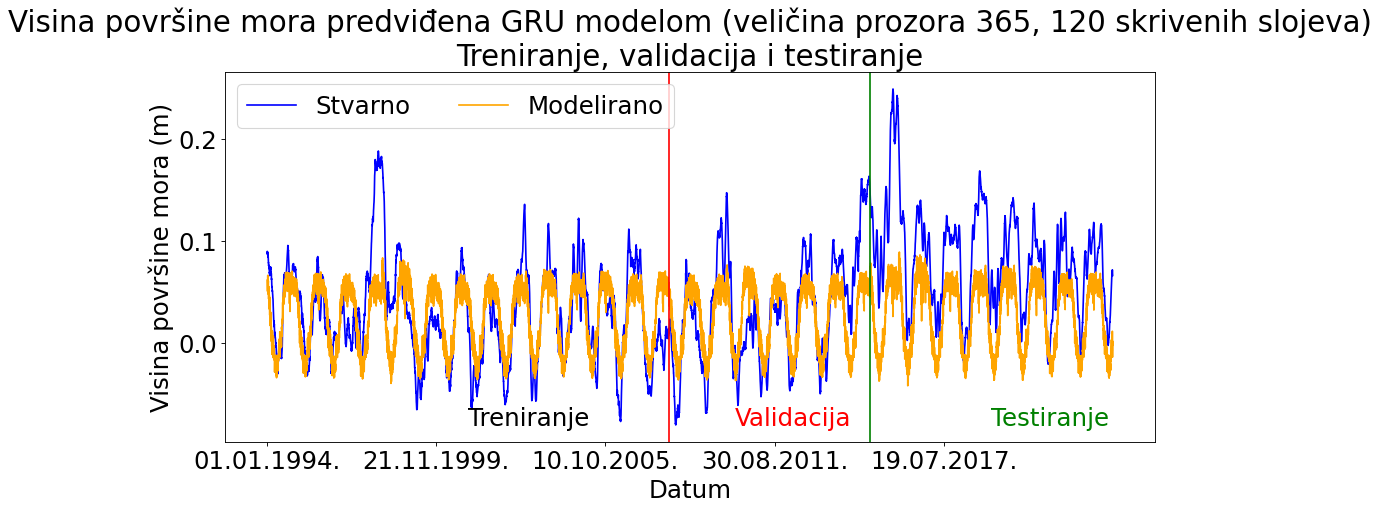 Visina površine mora predviđena GRU modelom (veličina prozora 365, 120 skrivenih slojeva)
Treniranje, validacija i testiranje
Stvarno
Modelirano
Visina površine mora (m)
0.2
0.1
0.0
Treniranje
Validacija
Testiranje
01.01.1994.
21.11.1999.
10.10.2005.
30.08.2011.
19.07.2017.
Datum